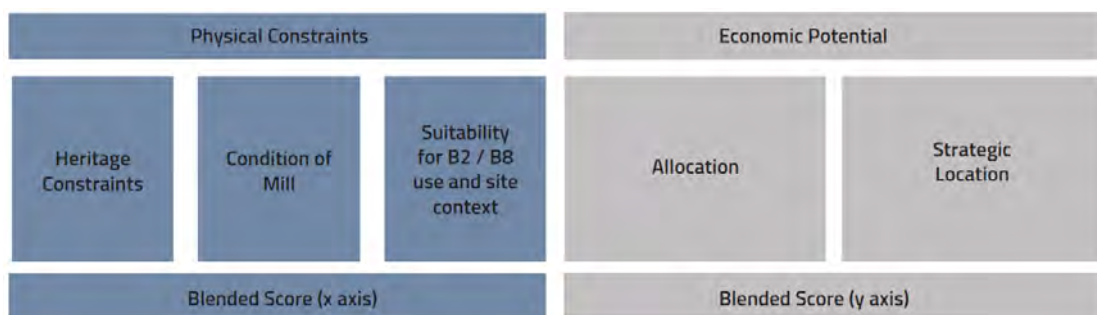 Physical Constraints
Economic Potential
Heritage
Constraints
Condition of
Mill
Suitability
for B2 / B8
use and site
context
Allocation
Strategic
Location
Blended Score (x axis)
Blended Score (y axis)